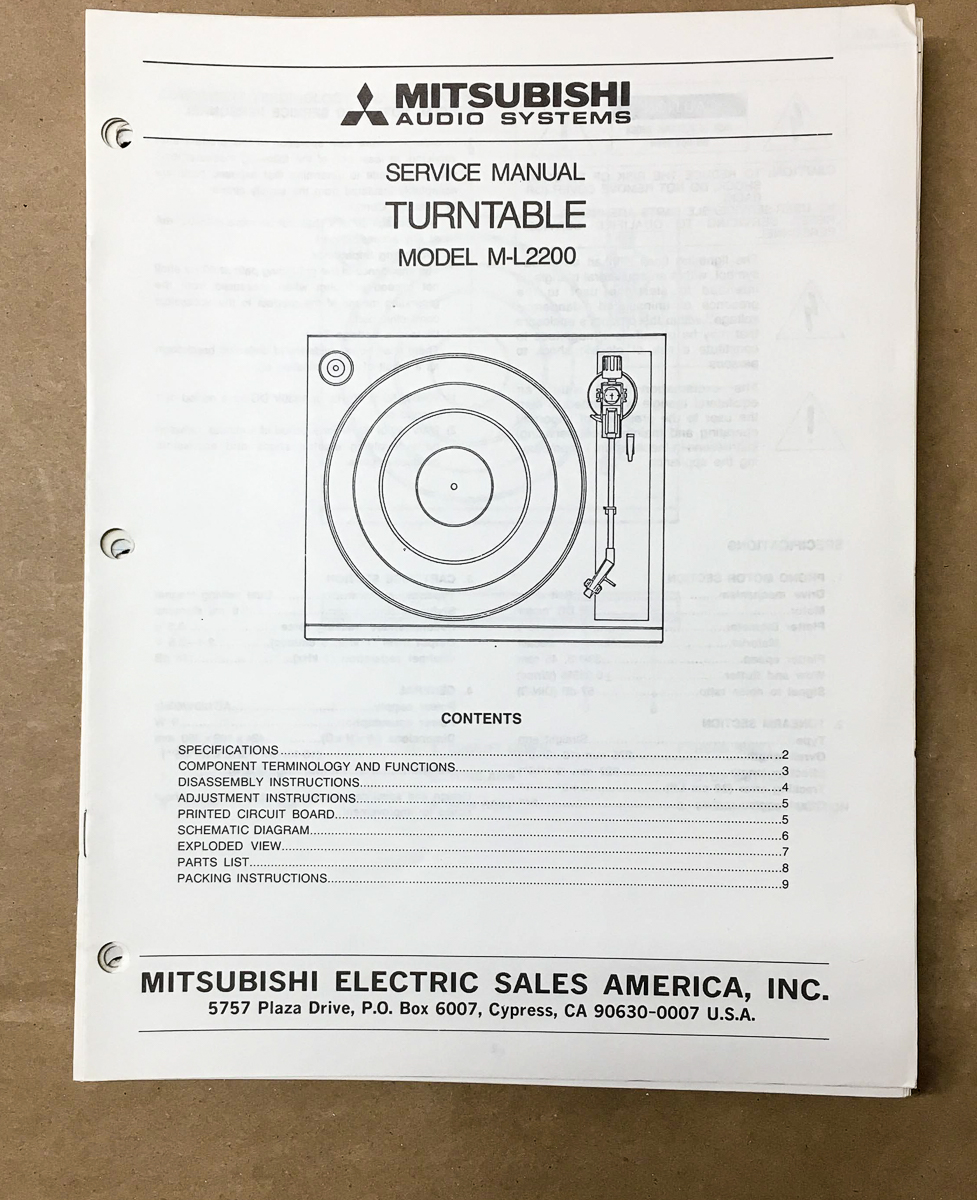 MITSUBISHI
AUDIO SYSTEMS
SERVICE MANUAL
TURNTABLE
MODEL M-L2200
CONTENTS
SPECIFICATIONS...2
COMPONENT TERMINOLOGY AND FUNCTIONS...3
DISASSEMBLY INSTRUCTIONS...4
ADJUSTMENT INSTRUCTIONS...5
PRINTED CIRCUIT BOARD...5
SCHEMATIC DIAGRAM...6
EXPLODED VIEW...7
PARTS LIST...8
PACKING INSTRUCTIONS...9
MITSUBISHI ELECTRIC SALES AMERICA, INC.
5757 Plaza Drive, P.O. Box 6007, Cypress, CA 90630-0007 U.S.A.